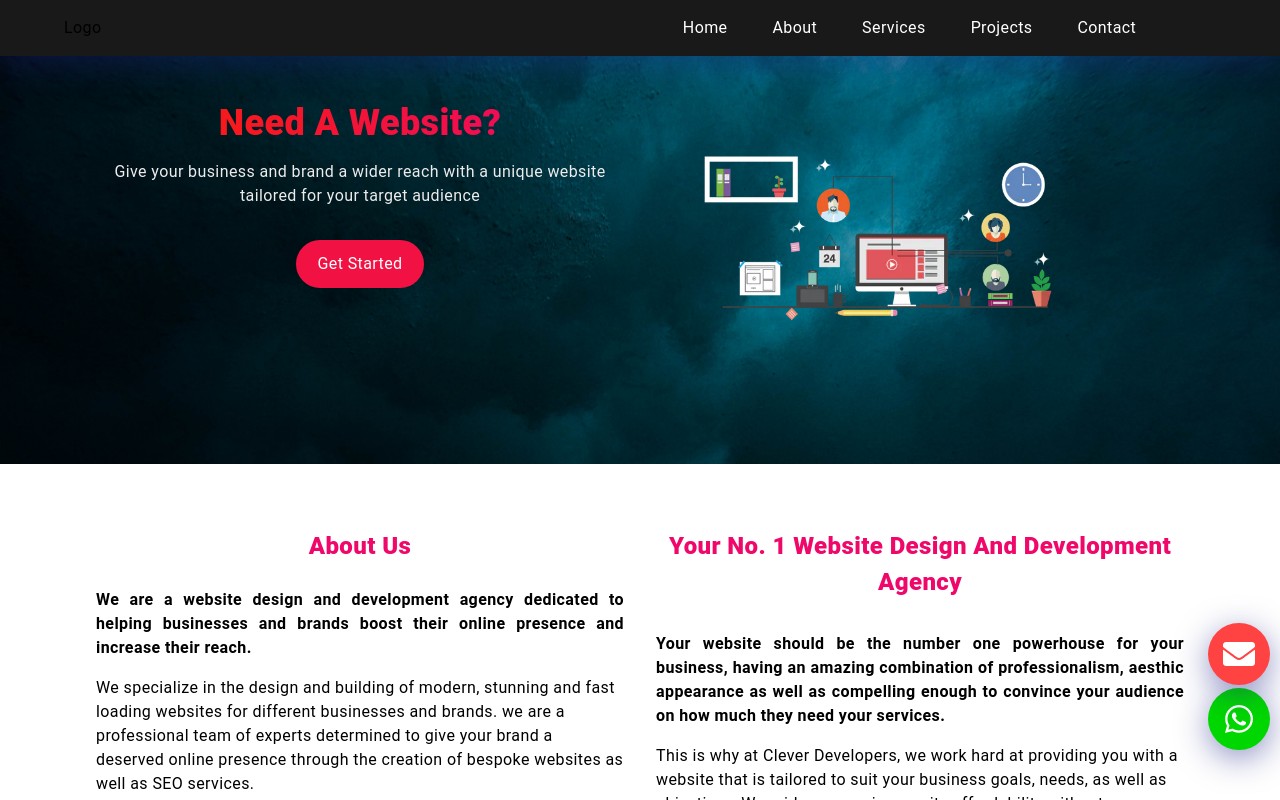 Logo
Home
About
Services
Projects
Contact
Need A Website?
Give your business and brand a wider reach with a unique website
tailored for your target audience
Get Started
24
About Us
We are a website design and development agency dedicated to
helping businesses and brands boost their online presence and
increase their reach.
We specialize in the design and building of modern, stunning and fast
loading websites for different businesses and brands. we are a
professional team of experts determined to give your brand a
deserved online presence through the creation of bespoke websites as
well as SEO services.
Your No. 1 Website Design And Development
Agency
Your website should be the number one powerhouse for your
business, having an amazing combination of professionalism, aesthic
appearance as well as compelling enough to convince your audience
on how much they need your services.
This is why at Clever Developers, we work hard at providing you with a
website that is tailored to suit your business goals, needs, as well as